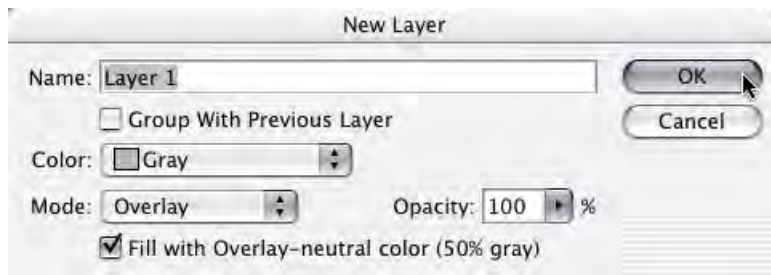 New Layer
Name: Layer 1
OK
Group With Previous Layer
Cancel
Color: Gray
Mode: Overlay Opacity: 100 %
Fill with Overlay-neutral color (50% gray)